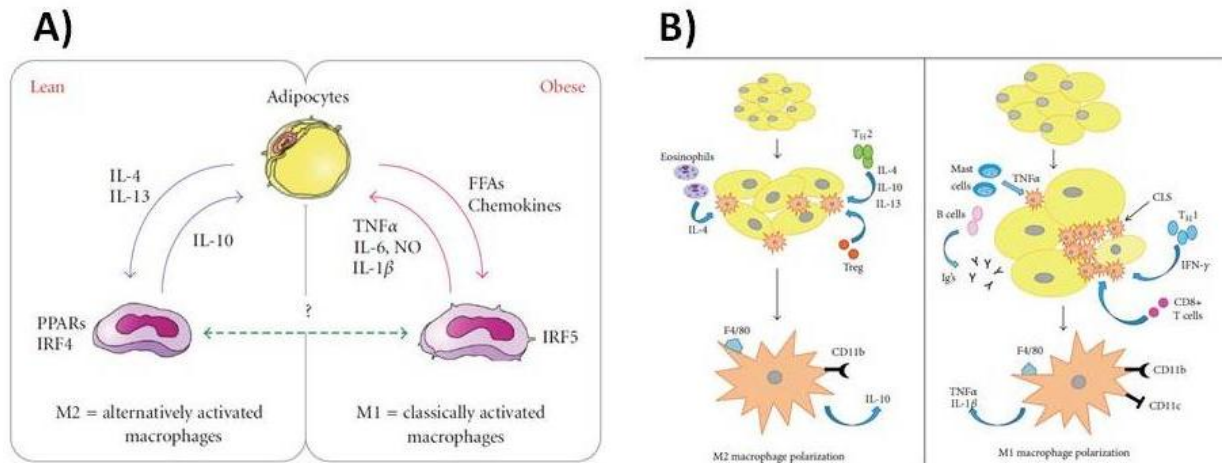 A)
Lean
Obese
Adipocytes
IL-4
IL-13
IL-10
FFAs
Chemokines
TNFα
IL-6, NO
IL-1β
?
PPARs
IRF4
IRF5
M2 = alternatively activated
macrophages
M1 = classically activated
macrophages
B)
Eosinophils
IL-4
TH2
IL-4
IL-10
IL-13
Treg
F4/80
CD11b
IL-10
M2 macrophage polarization
Mast
cells
TNFα
B cells
Ig's
CLS
TH1
IFN-γ
CD8+
T cells
F4/80
CD11b
CD11c
TNFα
IL-1β
M1 macrophage polarization